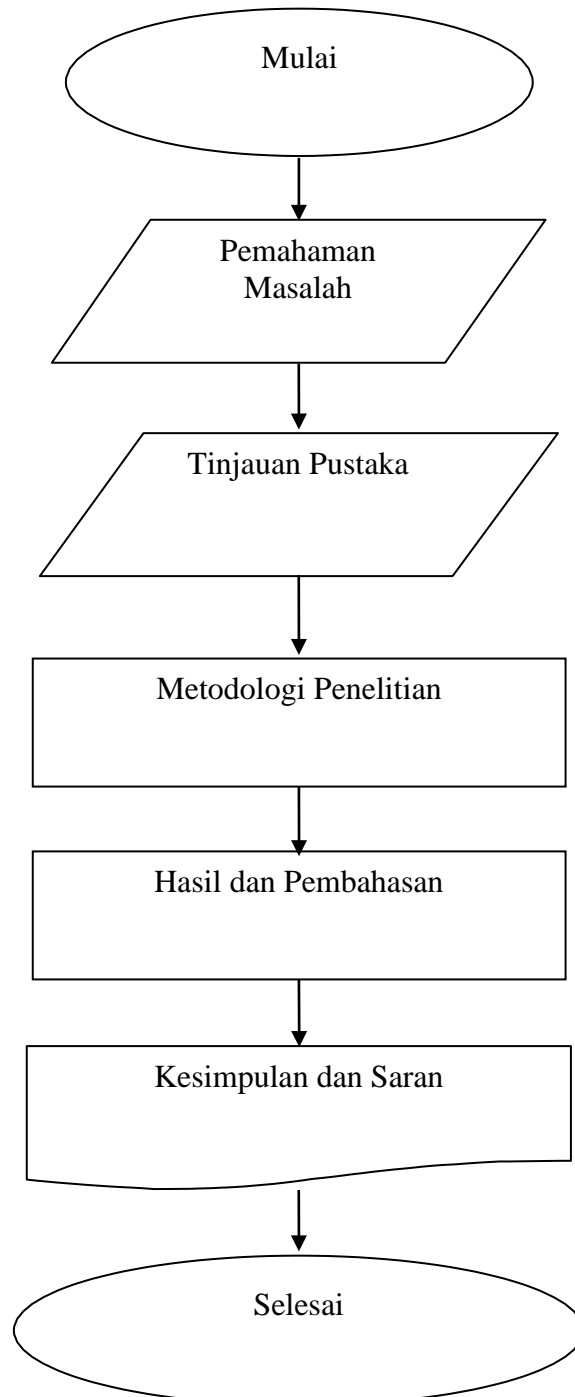 Mulai
Pemahaman
Masalah
Tinjauan Pustaka
Metodologi Penelitian
Hasil dan Pembahasan
Kesimpulan dan Saran
Selesai